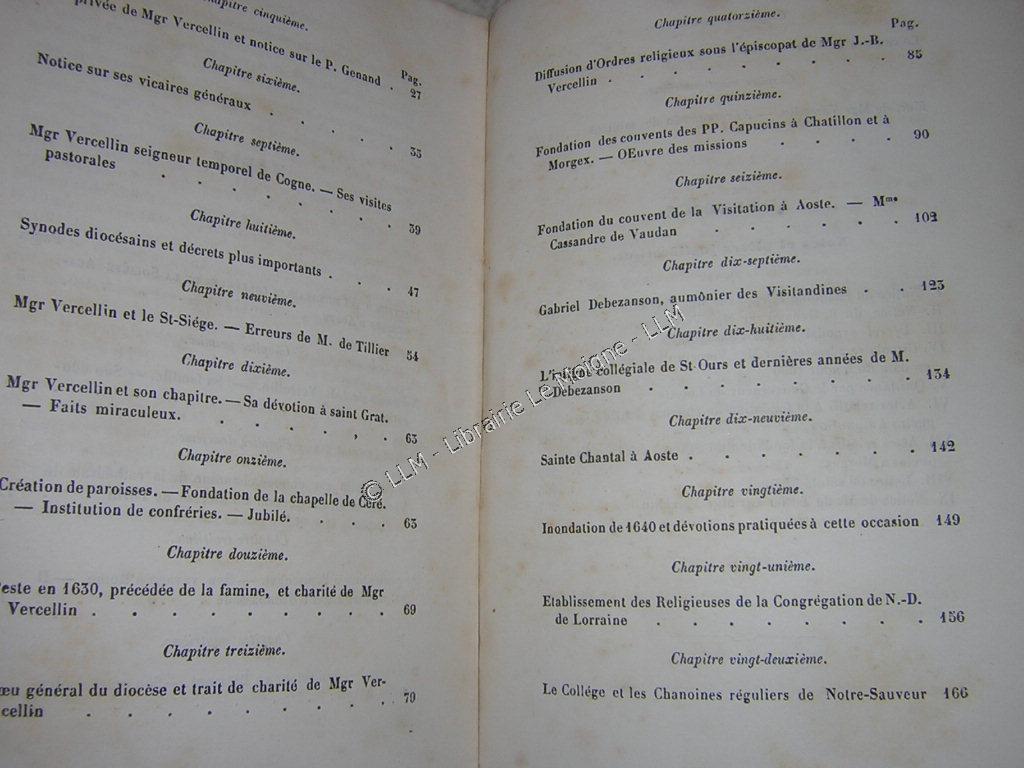 Chapitre cinquième.
privée de Mgr Vercellin et notice sur le P. Genand . 27
Pag.
Chapitre sixième.
Notice sur ses vicaires généraux . . . . . 35
Chapitre septième.
Mgr Vercellin seigneur temporel de Cogne. — Ses visites
pastorales . . . . . . . 39
Chapitre huitième.
Synodes diocésains et décrets plus importants . . . 47
Chapitre neuvième.
Mgr Vercellin et le St-Siége. — Erreurs de M. de Tillier 54
Chapitre dixième.
Mgr Vercellin et son chapitre. — Sa dévotion à saint Grat.
— Faits miraculeux. . . . . , . 63
Chapitre onzième.
Création de paroisses. — Fondation de la chapelle de Céré.
— Institution de confréries. — Jubilé. . . . 65
Chapitre douzième.
este en 1630, précédée de la famine, et charité de Mgr
Vercellin . . . . . . . . 69
Chapitre treizième.
œu général du diocèse et trait de charité de Mgr Ver-
cellin . . . . . . . . 79
Chapitre quatorzième.
Pag.
Diffusion d'Ordres religieux sous l'épiscopat de Mgr J.-B.
Vercellin . . . . . . . . 85
Chapitre quinzième.
Fondation des couvents des PP. Capucins à Chatillon et à
Morgex. — OEuvre des missions . . . . 90
Chapitre seizième.
Fondation du couvent de la Visitation à Aoste. — Mme
Cassandre de Vaudan . . . . . . 102
Chapitre dix-septième.
Gabriel Debezanson, aumônier des Visitandines . . 123
Chapitre dix-huitième.
L'insigne collégiale de St Ours et dernières années de M.
Debezanson . . . . . . . . 134
Chapitre dix-neuvième.
Sainte Chantal à Aoste . . . . . . . 142
Chapitre vingtième.
Inondation de 1640 et dévotions pratiquées à cette occasion 149
Chapitre vingt-unième.
Etablissement des Religieuses de la Congrégation de N.-D.
de Lorraine . . . . . . . 156
Chapitre vingt-deuxième.
Le Collége et les Chanoines réguliers de Notre-Sauveur 166
© LLM - Librairie Le Moigne - LLM